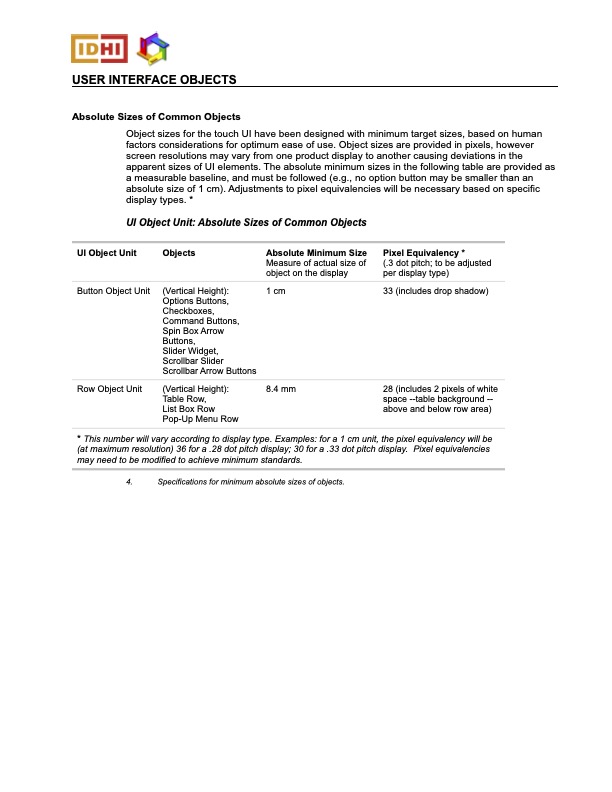 IDHI
USER INTERFACE OBJECTS
Absolute Sizes of Common Objects
Object sizes for the touch UI have been designed with minimum target sizes, based on human
factors considerations for optimum ease of use. Object sizes are provided in pixels, however
screen resolutions may vary from one product display to another causing deviations in the
apparent sizes of UI elements. The absolute minimum sizes in the following table are provided as
a measurable baseline, and must be followed (e.g., no option button may be smaller than an
absolute size of 1 cm). Adjustments to pixel equivalencies will be necessary based on specific
display types. *
UI Object Unit: Absolute Sizes of Common Objects
UI Object Unit
Objects
Absolute Minimum Size
Measure of actual size of
object on the display
Pixel Equivalency *
(.3 dot pitch; to be adjusted
per display type)
Button Object Unit
(Vertical Height):
Options Buttons,
Checkboxes,
Command Buttons,
Spin Box Arrow
Buttons,
Slider Widget,
Scrollbar Slider
Scrollbar Arrow Buttons
1 cm
33 (includes drop shadow)
Row Object Unit
(Vertical Height):
Table Row,
List Box Row
Pop-Up Menu Row
8.4 mm
28 (includes 2 pixels of white
space --table background --
above and below row area)
* This number will vary according to display type. Examples: for a 1 cm unit, the pixel equivalency will be
(at maximum resolution) 36 for a .28 dot pitch display; 30 for a .33 dot pitch display.  Pixel equivalencies
may need to be modified to achieve minimum standards.
4. Specifications for minimum absolute sizes of objects.